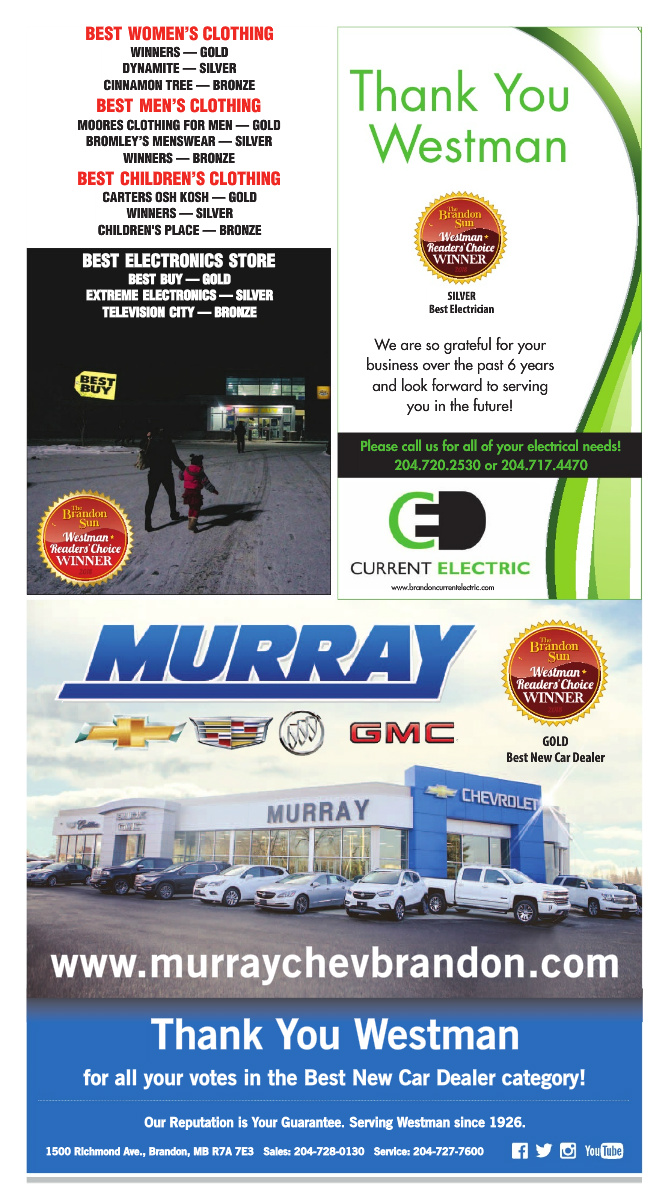 BEST WOMEN'S CLOTHING
WINNERS — GOLD
DYNAMITE — SILVER
CINNAMON TREE — BRONZE
BEST MEN'S CLOTHING
MOORES CLOTHING FOR MEN — GOLD
BROMLEY'S MENSWEAR — SILVER
WINNERS — BRONZE
BEST CHILDREN'S CLOTHING
CARTERS OSH KOSH — GOLD
WINNERS — SILVER
CHILDREN'S PLACE — BRONZE
BEST ELECTRONICS STORE
BEST BUY — GOLD
EXTREME ELECTRONICS — SILVER
TELEVISION CITY — BRONZE
BEST
BUY
The
Brandon
Sun
Westman
Readers' Choice
WINNER
Thank You
Westman
The
Brandon
Sun
Westman
Readers' Choice
WINNER
SILVER
Best Electrician
We are so grateful for your
business over the past 6 years
and look forward to serving
you in the future!
Please call us for all of your electrical needs!
204.720.2530 or 204.717.4470
CURRENT ELECTRIC
www.brandoncurrentelectric.com
MURRAY
GMC
The
Brandon
Sun
Westman
Readers' Choice
WINNER
GOLD
Best New Car Dealer
MURRAY
CHEVROLET
www.murraychevbrandon.com
Thank You Westman
for all your votes in the Best New Car Dealer category!
Our Reputation is Your Guarantee. Serving Westman since 1926.
1500 Richmond Ave., Brandon, MB R7A 7E3 Sales: 204-728-0130 Service: 204-727-7600
YouTube